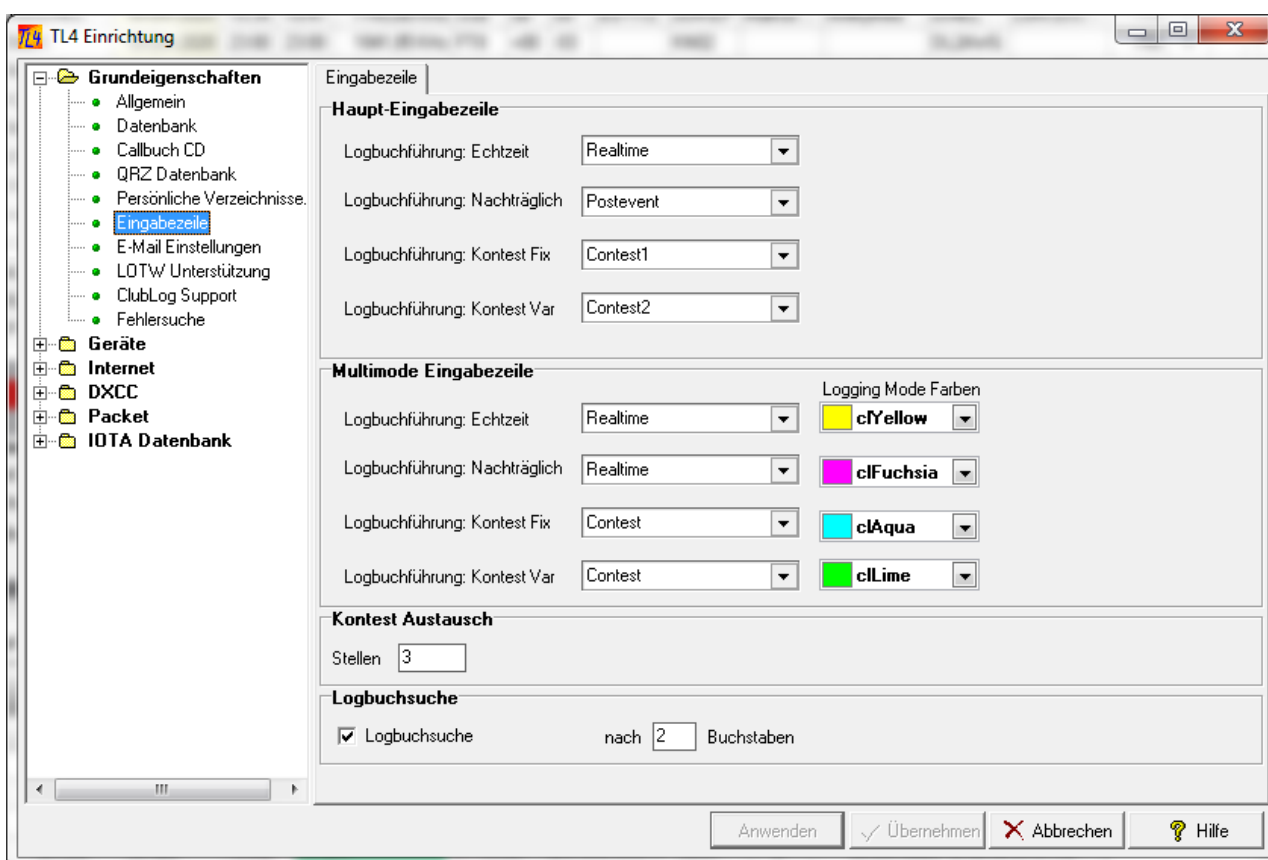 TL4 TL4 Einrichtung
Grundeigenschaften
Allgemein
Datenbank
Callbuch CD
QRZ Datenbank
Persönliche Verzeichnisse.
Eingabezeile
E-Mail Einstellungen
LOTW Unterstützung
ClubLog Support
Fehlersuche
Geräte
Internet
DXCC
Packet
IOTA Datenbank
Eingabezeile
Haupt-Eingabezeile
Logbuchführung: Echtzeit Realtime
Logbuchführung: Nachträglich Postevent
Logbuchführung: Kontest Fix Contest1
Logbuchführung: Kontest Var Contest2
Multimode Eingabezeile
Logging Mode Farben
Logbuchführung: Echtzeit Realtime clYellow
Logbuchführung: Nachträglich Realtime clFuchsia
Logbuchführung: Kontest Fix Contest clAqua
Logbuchführung: Kontest Var Contest clLime
Kontest Austausch
Stellen 3
Logbuchsuche
Logbuchsuche nach 2 Buchstaben
Anwenden Übernehmen Abbrechen Hilfe